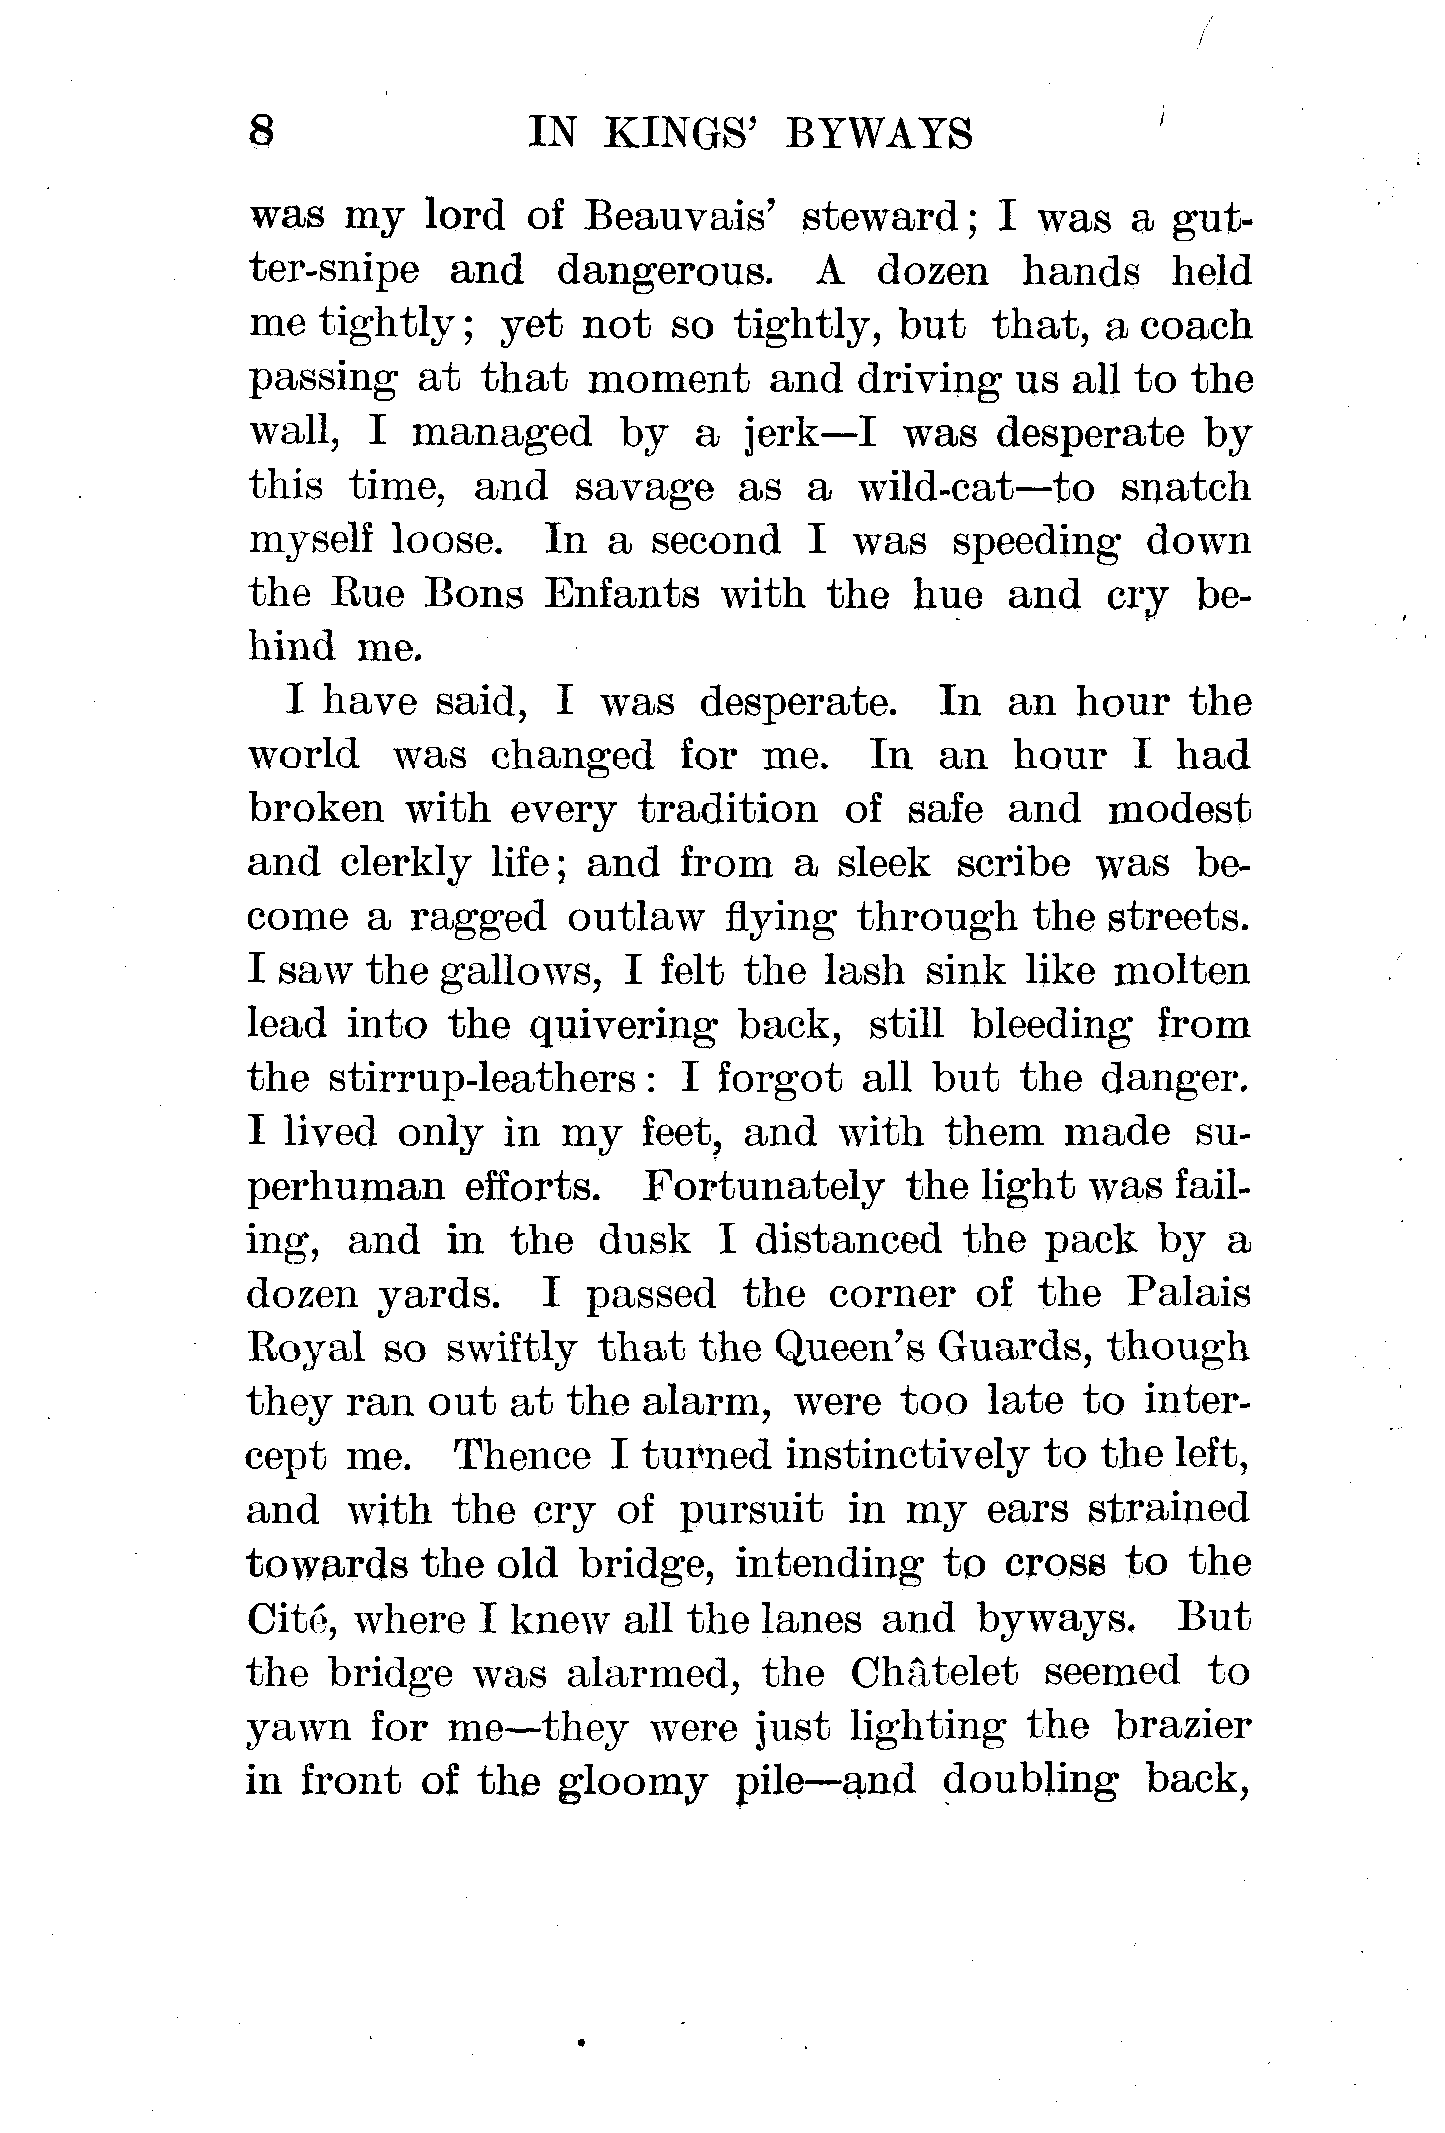 8 IN KINGS' BYWAYS
was my lord of Beauvais' steward; I was a gut-
ter-snipe and dangerous. A dozen hands held
me tightly; yet not so tightly, but that, a coach
passing at that moment and driving us all to the
wall, I managed by a jerk—I was desperate by
this time, and savage as a wild-cat—to snatch
myself loose. In a second I was speeding down
the Rue Bons Enfants with the hue and cry be-
hind me.
I have said, I was desperate. In an hour the
world was changed for me. In an hour I had
broken with every tradition of safe and modest
and clerkly life; and from a sleek scribe was be-
come a ragged outlaw flying through the streets.
I saw the gallows, I felt the lash sink like molten
lead into the quivering back, still bleeding from
the stirrup-leathers: I forgot all but the danger.
I lived only in my feet, and with them made su-
perhuman efforts. Fortunately the light was fail-
ing, and in the dusk I distanced the pack by a
dozen yards. I passed the corner of the Palais
Royal so swiftly that the Queen's Guards, though
they ran out at the alarm, were too late to inter-
cept me. Thence I turned instinctively to the left,
and with the cry of pursuit in my ears strained
towards the old bridge, intending to cross to the
Cité, where I knew all the lanes and byways. But
the bridge was alarmed, the Châtelet seemed to
yawn for me—they were just lighting the brazier
in front of the gloomy pile—and doubling back,